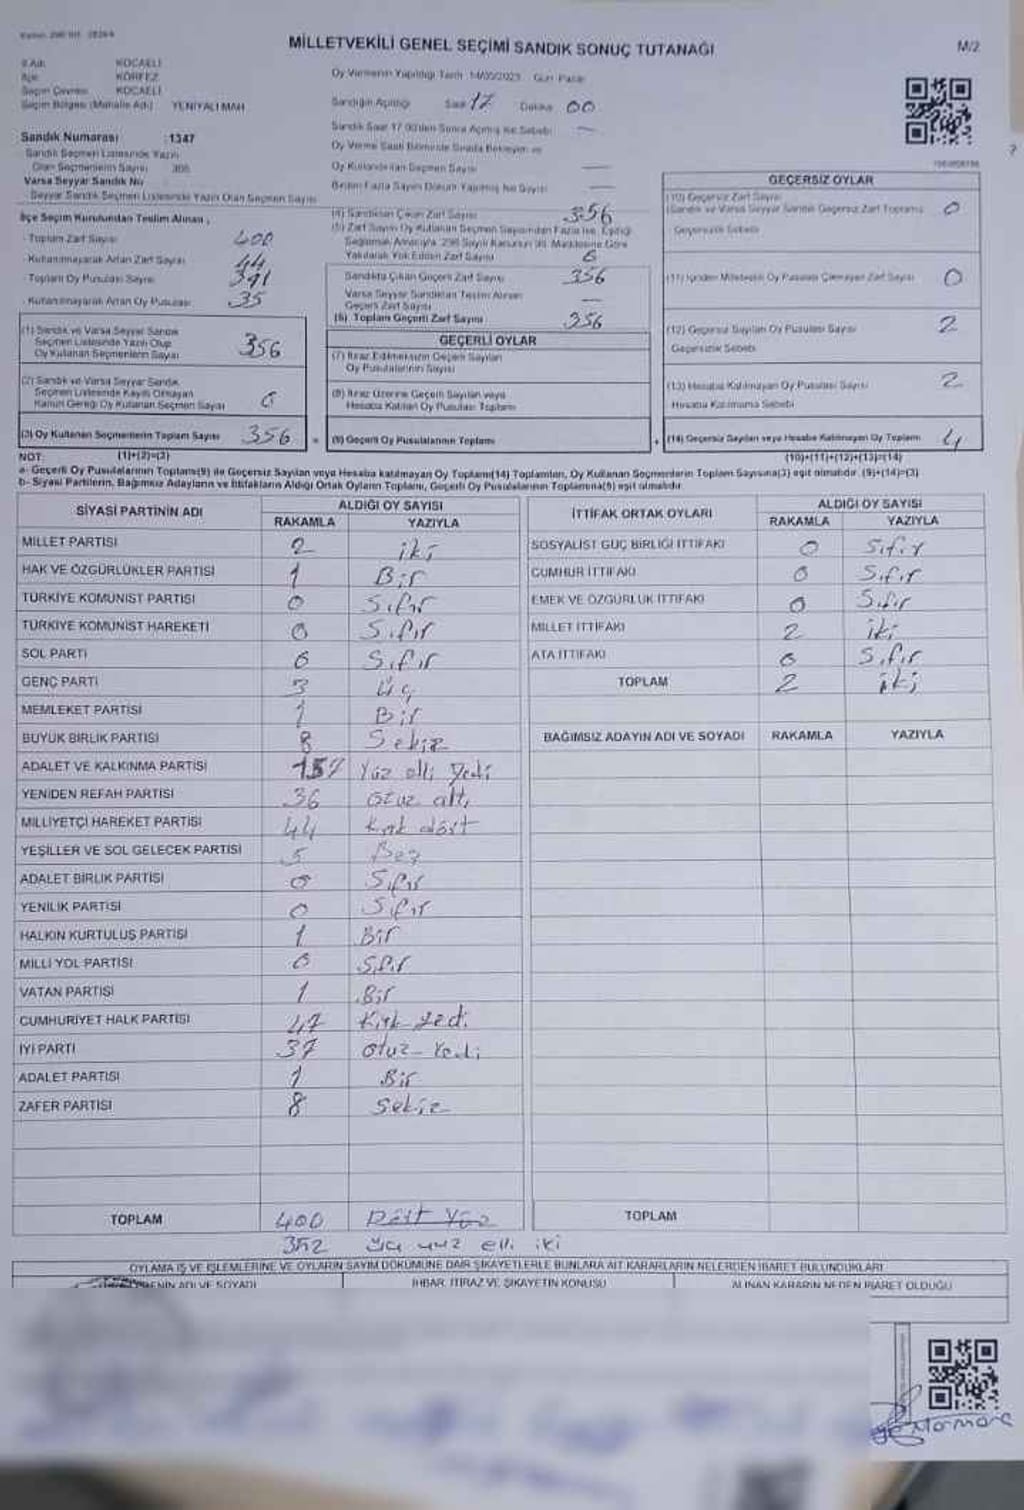 MİLLETVEKİLİ GENEL SEÇİMİ SANDIK SONUÇ TUTANAĞI
M/2
İl Adı KOCAELİ
İlçe KÖRFEZ
Seçim Çevresi KOCAELİ
Seçim Bölgesi (Mahalle Adı) YENİYALI MAH
Oy Vermenin Yapıldığı Tarih 14/05/2023 Gün Pazar
Sandığın Açıldığı Saat 17 Dakika 00
Sandık Saat 17.00'den Sonra Açılmış İse Sebebi
Oy Verme Saati Bitiminde Sırada Bekleyen ve
Oy Kullandırılan Seçmen Sayısı
Birden Fazla Sayım Döküm Yapılmış İse Sayısı
Sandık Numarası 1347
Sandık Seçmen Listesinde Yazılı
Olan Seçmenlerin Sayısı
Varsa Seyyar Sandık No
Seyyar Sandık Seçmen Listesinde Yazılı Olan Seçmen Sayısı
İlçe Seçim Kurulundan Teslim Alınan ;
- Toplam Zarf Sayısı 400
- Kullanılmayarak Artan Zarf Sayısı 44
- Toplam Oy Pusulası Sayısı 391
- Kullanılmayarak Artan Oy Pusulası 35
(1) Sandık ve Varsa Seyyar Sandık
Seçmen Listesinde Yazılı Olup
Oy Kullanan Seçmenlerin Sayısı 356
(2) Sandık ve Varsa Seyyar Sandık
Seçmen Listesinde Kayıtlı Olmayan
Kanun Gereği Oy Kullanan Seçmen Sayısı 0
(3) Oy Kullanan Seçmenlerin Toplam Sayısı 356
(4) Sandıktan Çıkan Zarf Sayısı 356
(5) Zarf Sayısı Oy Kullanan Seçmen Sayısından Fazla İse, Eşitliği
Sağlamak Amacıyla 298 Sayılı Kanunun 98. Maddesine Göre
Yakılarak Yok Edilen Zarf Sayısı 0
Sandıkta Çıkan Geçerli Zarf Sayısı 356
Varsa Seyyar Sandıktan Teslim Alınan
Geçerli Zarf Sayısı
(6) Toplam Geçerli Zarf Sayısı 356
GEÇERLİ OYLAR
(7) İtiraz Edilmeksizin Geçerli Sayılan
Oy Pusulalarının Sayısı
(8) İtiraz Üzerine Geçerli Sayılan veya
Hesaba Katılan Oy Pusulası Toplamı
= (9) Geçerli Oy Pusulalarının Toplamı
GEÇERSİZ OYLAR
(10) Geçersiz Zarf Sayısı
(Sandık ve Varsa Seyyar Sandık Geçersiz Zarf Toplamı) 0
Geçersizlik Sebebi
(11) İçinden Milletvekili Oy Pusulası Çıkmayan Zarf Sayısı 0
(12) Geçersiz Sayılan Oy Pusulası Sayısı 2
Geçersizlik Sebebi
(13) Hesaba Katılmayan Oy Pusulası Sayısı 2
Hesaba Katılmama Sebebi
+ (14) Geçersiz Sayılan veya Hesaba Katılmayan Oy Toplamı 4
NOT: (1)+(2)=(3) (10)+(11)+(12)+(13)=(14)
a- Geçerli Oy Pusulalarının Toplamı(9) ile Geçersiz Sayılan veya Hesaba katılmayan Oy Toplamı(14) Toplamları, Oy Kullanan Seçmenlerin Toplam Sayısına(3) eşit olmalıdır. (9)+(14)=(3)
b- Siyasi Partilerin, Bağımsız Adayların ve İttifakların Aldığı Ortak Oyların Toplamı, Geçerli Oy Pusulalarının Toplamına(9) eşit olmalıdır.
SİYASİ PARTİNİN ADI ALDIĞI OY SAYISI
RAKAMLA YAZIYLA
MİLLET PARTİSİ 2 iki
HAK VE ÖZGÜRLÜKLER PARTİSİ 1 Bir
TÜRKİYE KOMÜNİST PARTİSİ 0 Sıfır
TÜRKİYE KOMÜNİST HAREKETİ 0 Sıfır
SOL PARTİ 0 Sıfır
GENÇ PARTİ 3 Üç
MEMLEKET PARTİSİ 1 Bir
BÜYÜK BİRLİK PARTİSİ 8 Sekiz
ADALET VE KALKINMA PARTİSİ 157 Yüz elli Yedi
YENİDEN REFAH PARTİSİ 36 Otuz altı
MİLLİYETÇİ HAREKET PARTİSİ 44 Kırk dört
YEŞİLLER VE SOL GELECEK PARTİSİ 5 Beş
ADALET BİRLİK PARTİSİ 0 Sıfır
YENİLİK PARTİSİ 0 Sıfır
HALKIN KURTULUŞ PARTİSİ 1 Bir
MİLLİ YOL PARTİSİ 0 Sıfır
VATAN PARTİSİ 1 Bir
CUMHURİYET HALK PARTİSİ 47 Kırk Yedi
İYİ PARTİ 37 Otuz Yedi
ADALET PARTİSİ 1 Bir
ZAFER PARTİSİ 8 Sekiz
TOPLAM 400 Dört Yüz
352 Üç yüz elli iki
İTTİFAK ORTAK OYLARI ALDIĞI OY SAYISI
RAKAMLA YAZIYLA
SOSYALİST GÜÇ BİRLİĞİ İTTİFAKI 0 Sıfır
CUMHUR İTTİFAKI 0 Sıfır
EMEK VE ÖZGÜRLÜK İTTİFAKI 0 Sıfır
MİLLET İTTİFAKI 2 iki
ATA İTTİFAKI 0 Sıfır
TOPLAM 2 iki
BAĞIMSIZ ADAYIN ADI VE SOYADI RAKAMLA YAZIYLA
TOPLAM
OYLAMA İŞ VE İŞLEMLERİNE VE OYLARIN SAYIM DÖKÜMÜNE DAİR ŞİKAYETLERLE BUNLARA AİT KARARLARIN NELERDEN İBARET BULUNDUKLARI
ADI VE SOYADI İHBAR, İTİRAZ VE ŞİKAYETİN KONUSU ALINAN KARARIN NEDEN İBARET OLDUĞU